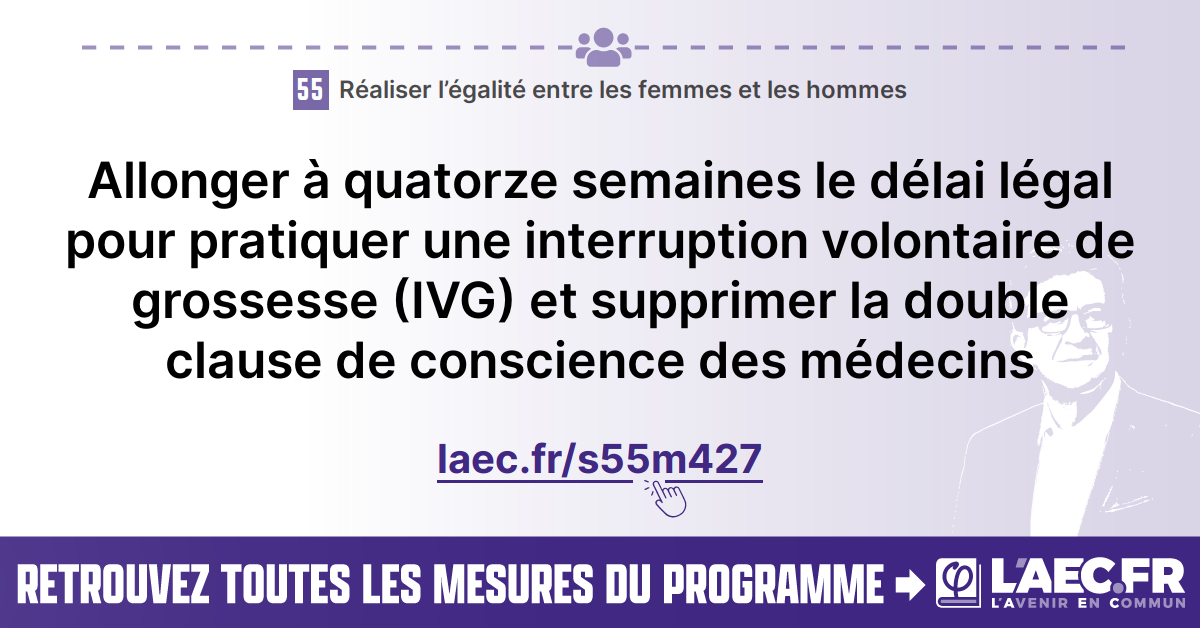 55 Réaliser l’égalité entre les femmes et les hommes
Allonger à quatorze semaines le délai légal
pour pratiquer une interruption volontaire de
grossesse (IVG) et supprimer la double
clause de conscience des médecins
laec.fr/s55m427
RETROUVEZ TOUTES LES MESURES DU PROGRAMME
φ L'AEC.FR
L'AVENIR EN COMMUN